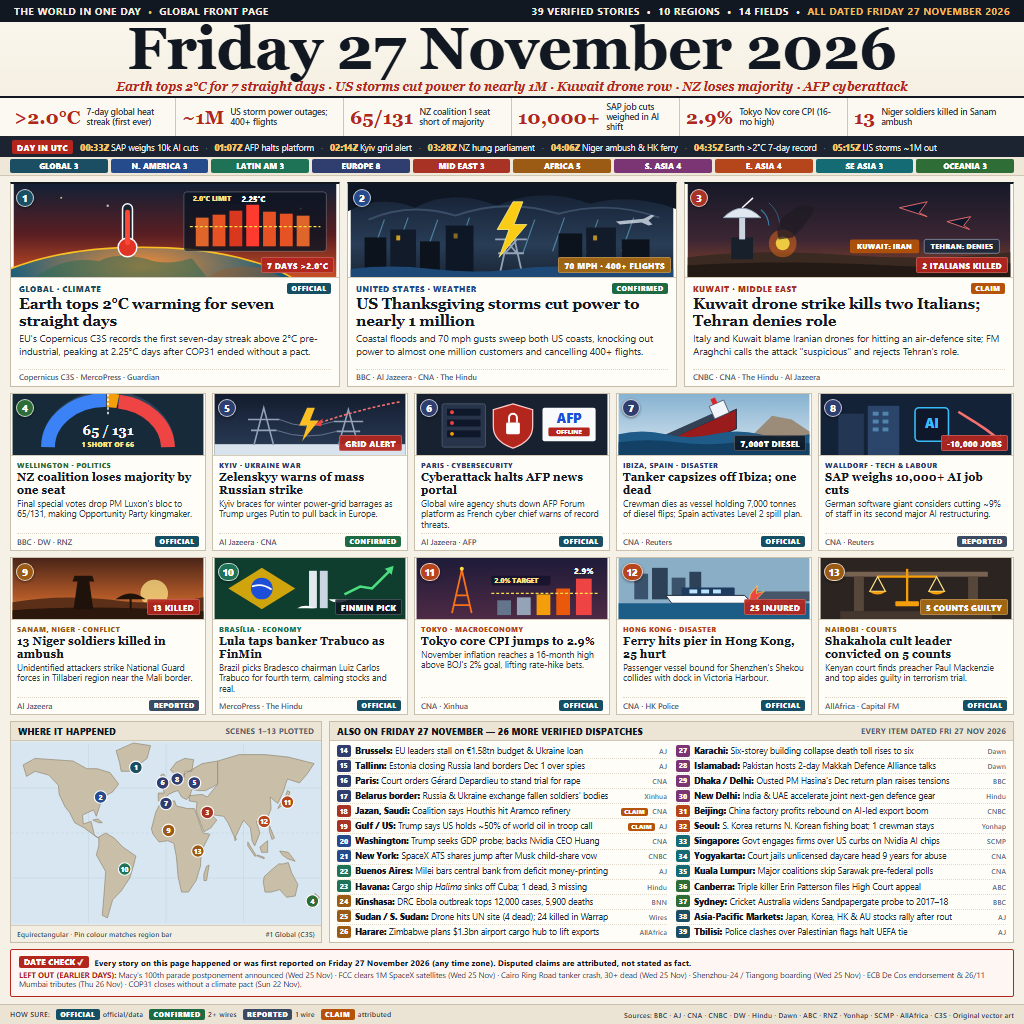 THE WORLD IN ONE DAY • GLOBAL FRONT PAGE
39 VERIFIED STORIES • 10 REGIONS • 14 FIELDS • ALL DATED FRIDAY 27 NOVEMBER 2026
Friday 27 November 2026
Earth tops 2°C for 7 straight days · US storms cut power to nearly 1M · Kuwait drone row · NZ loses majority · AFP cyberattack
>2.0°C 7-day global heat
streak (first ever)
~1M US storm power outages;
400+ flights
65/131 NZ coalition 1 seat
short of majority
10,000+ SAP job cuts
weighed in AI
shift
2.9% Tokyo Nov core CPI (16-
mo high)
13 Niger soldiers killed in Sanam
ambush
DAY IN UTC 00:33Z SAP weighs 10k AI cuts · 01:07Z AFP halts platform · 02:14Z Kyiv grid alert · 03:28Z NZ hung parliament · 04:06Z Niger ambush & HK ferry · 04:35Z Earth >2°C 7-day record · 05:15Z US storms ~1M out
GLOBAL 3
N. AMERICA 3
LATIN AM 3
EUROPE 8
MID EAST 3
AFRICA 5
S. ASIA 4
E. ASIA 4
SE ASIA 3
OCEANIA 3
1
2.0°C LIMIT 2.25°C
7 DAYS >2.0°C
GLOBAL · CLIMATE OFFICIAL
Earth tops 2°C warming for seven
straight days
EU's Copernicus C3S records the first seven-day streak above 2°C pre-
industrial, peaking at 2.25°C days after COP31 ended without a pact.
Copernicus C3S · MercoPress · Guardian
2
70 MPH · 400+ FLIGHTS
UNITED STATES · WEATHER CONFIRMED
US Thanksgiving storms cut power to
nearly 1 million
Coastal floods and 70 mph gusts sweep both US coasts, knocking out
power to almost one million customers and cancelling 400+ flights.
BBC · Al Jazeera · CNA · The Hindu
3
KUWAIT: IRAN TEHRAN: DENIES
2 ITALIANS KILLED
KUWAIT · MIDDLE EAST CLAIM
Kuwait drone strike kills two Italians;
Tehran denies role
Italy and Kuwait blame Iranian drones for hitting an air-defence site; FM
Araghchi calls the attack "suspicious" and rejects Tehran's role.
CNBC · CNA · The Hindu · Al Jazeera
4
65 / 131
1 SHORT OF 66
WELLINGTON · POLITICS
NZ coalition loses majority by
one seat
Final special votes drop PM Luxon's bloc to
65/131, making Opportunity Party kingmaker.
BBC · DW · RNZ OFFICIAL
5
GRID ALERT
KYIV · UKRAINE WAR
Zelenskyy warns of mass
Russian strike
Kyiv braces for winter power-grid barrages as
Trump urges Putin to pull back in Europe.
Al Jazeera · CNA CONFIRMED
6
AFP
OFFLINE
PARIS · CYBERSECURITY
Cyberattack halts AFP news
portal
Global wire agency shuts down AFP Forum
platform as French cyber chief warns of record
threats.
Al Jazeera · AFP OFFICIAL
7
7,000T DIESEL
IBIZA, SPAIN · DISASTER
Tanker capsizes off Ibiza; one
dead
Crewman dies as vessel holding 7,000 tonnes
of diesel flips; Spain activates Level 2 spill plan.
CNA · Reuters OFFICIAL
8
AI
-10,000 JOBS
WALLDORF · TECH & LABOUR
SAP weighs 10,000+ AI job
cuts
German software giant considers cutting ~9%
of staff in its second major AI restructuring.
CNA · Reuters REPORTED
9
13 KILLED
SANAM, NIGER · CONFLICT
13 Niger soldiers killed in
ambush
Unidentified attackers strike National Guard
forces in Tillaberi region near the Mali border.
Al Jazeera REPORTED
10
FINMIN PICK
BRASÍLIA · ECONOMY
Lula taps banker Trabuco as
FinMin
Brazil picks Bradesco chairman Luiz Carlos
Trabuco for fourth term, calming stocks and
real.
MercoPress · The Hindu OFFICIAL
11
2.0% TARGET 2.9%
TOKYO · MACROECONOMY
Tokyo core CPI jumps to 2.9%
November inflation reaches a 16-month high
above BOJ's 2% goal, lifting rate-hike bets.
CNA · Xinhua OFFICIAL
12
25 INJURED
HONG KONG · DISASTER
Ferry hits pier in Hong Kong,
25 hurt
Passenger vessel bound for Shenzhen's Shekou
collides with dock in Victoria Harbour.
CNA · HK Police OFFICIAL
13
5 COUNTS GUILTY
NAIROBI · COURTS
Shakahola cult leader
convicted on 5 counts
Kenyan court finds preacher Paul Mackenzie
and top aides guilty in terrorism trial.
AllAfrica · Capital FM OFFICIAL
WHERE IT HAPPENED SCENES 1–13 PLOTTED
1
2
6
8
5
7
3
9
13
10
11
12
4
Equirectangular · Pin colour matches region bar #1 Global (C3S)
ALSO ON FRIDAY 27 NOVEMBER — 26 MORE VERIFIED DISPATCHES EVERY ITEM DATED FRI 27 NOV 2026
14 Brussels: EU leaders stall on €1.58tn budget & Ukraine loan AJ
15 Tallinn: Estonia closing Russia land borders Dec 1 over spies AJ
16 Paris: Court orders Gérard Depardieu to stand trial for rape CNA
17 Belarus border: Russia & Ukraine exchange fallen soldiers' bodies Xinhua
18 Jazan, Saudi: Coalition says Houthis hit Aramco refinery CLAIM CNA
19 Gulf / US: Trump says US holds ~50% of world oil in troop call CLAIM AJ
20 Washington: Trump seeks GDP probe; backs Nvidia CEO Huang CNA
21 New York: SpaceX ATS shares jump after Musk child-share vow CNBC
22 Buenos Aires: Milei bars central bank from deficit money-printing AJ
23 Havana: Cargo ship Halima sinks off Cuba; 1 dead, 3 missing Hindu
24 Kinshasa: DRC Ebola outbreak tops 12,000 cases, 5,900 deaths BNN
25 Sudan / S. Sudan: Drone hits UN site (4 dead); 24 killed in Warrap Wires
26 Harare: Zimbabwe plans $1.3bn airport cargo hub to lift exports AllAfrica
27 Karachi: Six-storey building collapse death toll rises to six Dawn
28 Islamabad: Pakistan hosts 2-day Makkah Defence Alliance talks Dawn
29 Dhaka / Delhi: Ousted PM Hasina's Dec return plan raises tensions BBC
30 New Delhi: India & UAE accelerate joint next-gen defence gear Hindu
31 Beijing: China factory profits rebound on AI-led export boom CNBC
32 Seoul: S. Korea returns N. Korean fishing boat; 1 crewman stays Yonhap
33 Singapore: Govt engages firms over US curbs on Nvidia AI chips SCMP
34 Yogyakarta: Court jails unlicensed daycare head 9 years for abuse CNA
35 Kuala Lumpur: Major coalitions skip Sarawak pre-federal polls CNA
36 Canberra: Triple killer Erin Patterson files High Court appeal ABC
37 Sydney: Cricket Australia widens Sandpapergate probe to 2017–18 BBC
38 Asia-Pacific Markets: Japan, Korea, HK & AU stocks rally after rout AJ
39 Tbilisi: Police clashes over Palestinian flags halt UEFA tie AJ
DATE CHECK ✓ Every story on this page happened or was first reported on Friday 27 November 2026 (any time zone). Disputed claims are attributed, not stated as fact.
LEFT OUT (EARLIER DAYS): Macy's 100th parade postponement announced (Wed 25 Nov) · FCC clears 1M SpaceX satellites (Wed 25 Nov) · Cairo Ring Road tanker crash, 30+ dead (Wed 25 Nov) · Shenzhou-24 / Tiangong boarding (Wed 25 Nov) · ECB De Cos endorsement & 26/11
Mumbai tributes (Thu 26 Nov) · COP31 closes without a climate pact (Sun 22 Nov).
HOW SURE: OFFICIAL official/data CONFIRMED 2+ wires REPORTED 1 wire CLAIM attributed
Sources: BBC · AJ · CNA · CNBC · DW · Hindu · Dawn · ABC · RNZ · Yonhap · SCMP · AllAfrica · C3S · Original vector art